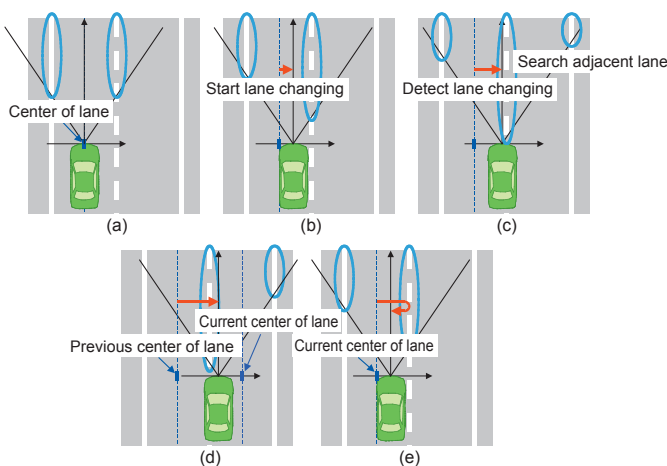 Center of lane
(a)
Start lane changing
(b)
Search adjacent lane
Detect lane changing
(c)
Current center of lane
Previous center of lane
(d)
Current center of lane
(e)